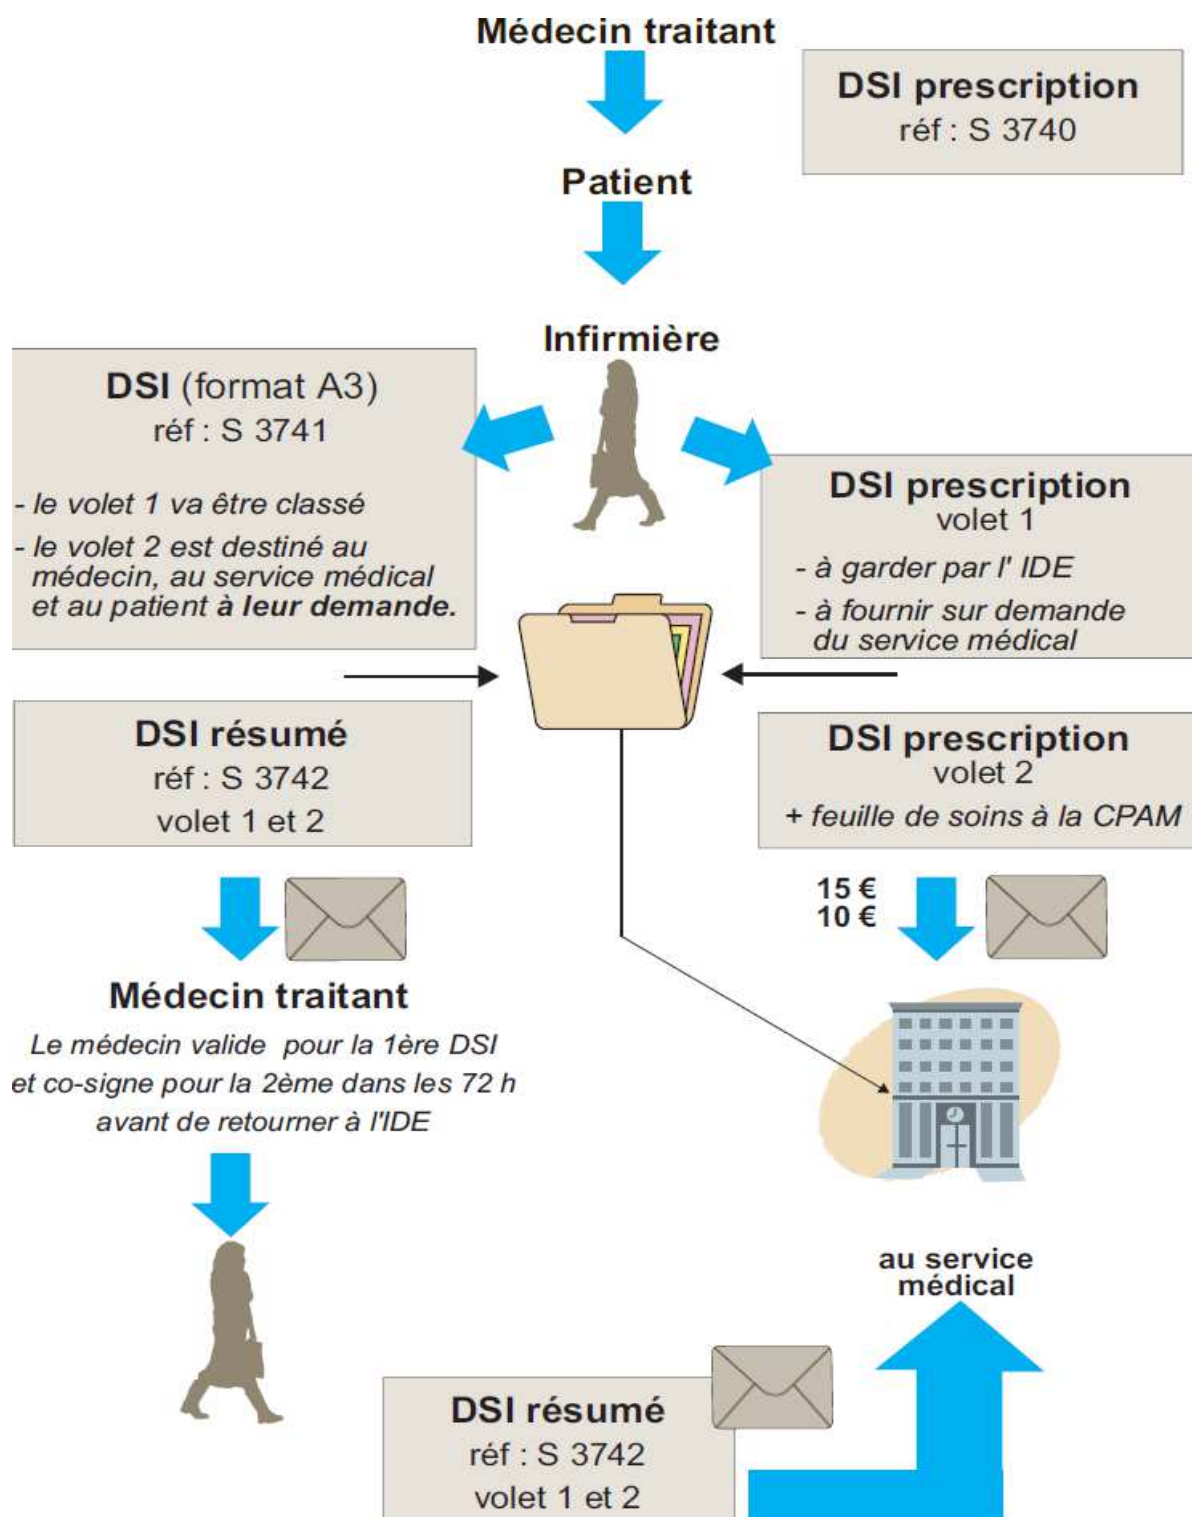 Médecin traitant
DSI prescription
réf : S 3740
Patient
Infirmière
DSI (format A3)
réf : S 3741
- le volet 1 va être classé
- le volet 2 est destiné au
médecin, au service médical
et au patient à leur demande.
DSI prescription
volet 1
- à garder par l' IDE
- à fournir sur demande
du service médical
DSI résumé
réf : S 3742
volet 1 et 2
DSI prescription
volet 2
+ feuille de soins à la CPAM
15 €
10 €
Médecin traitant
Le médecin valide pour la 1ère DSI
et co-signe pour la 2ème dans les 72 h
avant de retourner à l'IDE
au service
médical
DSI résumé
réf : S 3742
volet 1 et 2